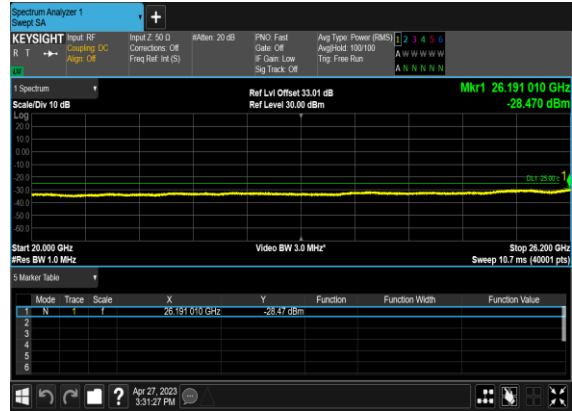 Spectrum Analyzer 1
Swept SA
+
KEYSIGHT Input: RF Input Z: 50 Ω #Atten: 20 dB PNO: Fast Avg Type: Power (RMS) 1 2 3 4 5 6
R T Coupling: DC Corrections: Off Gate: Off Avg|Hold: 100/100 A W W W W W
Align: Off Freq Ref: Int (S) IF Gain: Low Trig: Free Run
Sig Track: Off A N N N N N
1 Spectrum Ref Lvl Offset 33.01 dB Mkr1 26.191 010 GHz
Scale/Div 10 dB Ref Level 30.00 dBm -28.470 dBm
Log
20.0
10.0
0.00
-10.0
-20.0
-30.0
-40.0
-50.0
-60.0
1
Start 20.000 GHz Video BW 3.0 MHz* Stop 26.200 GHz
#Res BW 1.0 MHz Sweep 10.7 ms (40001 pts)
5 Marker Table
Mode Trace Scale X Y Function Function Width Function Value
1 N 1 f 26.191 010 GHz -28.47 dBm
2
3
4
5
6
? Apr 27, 2023
3:31:27 PM